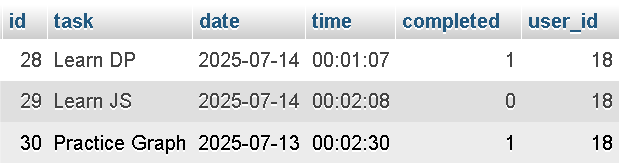 id task date time completed user_id
28 Learn DP 2025-07-14 00:01:07 1 18
29 Learn JS 2025-07-14 00:02:08 0 18
30 Practice Graph 2025-07-13 00:02:30 1 18